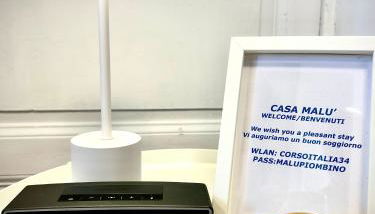 CASA MALU'
WELCOME/BENVENUTI
We wish you a pleasant stay
Vi auguriamo un buon soggiorno
WLAN: CORSOITALIA34
PASS:MALUPIOMBINO